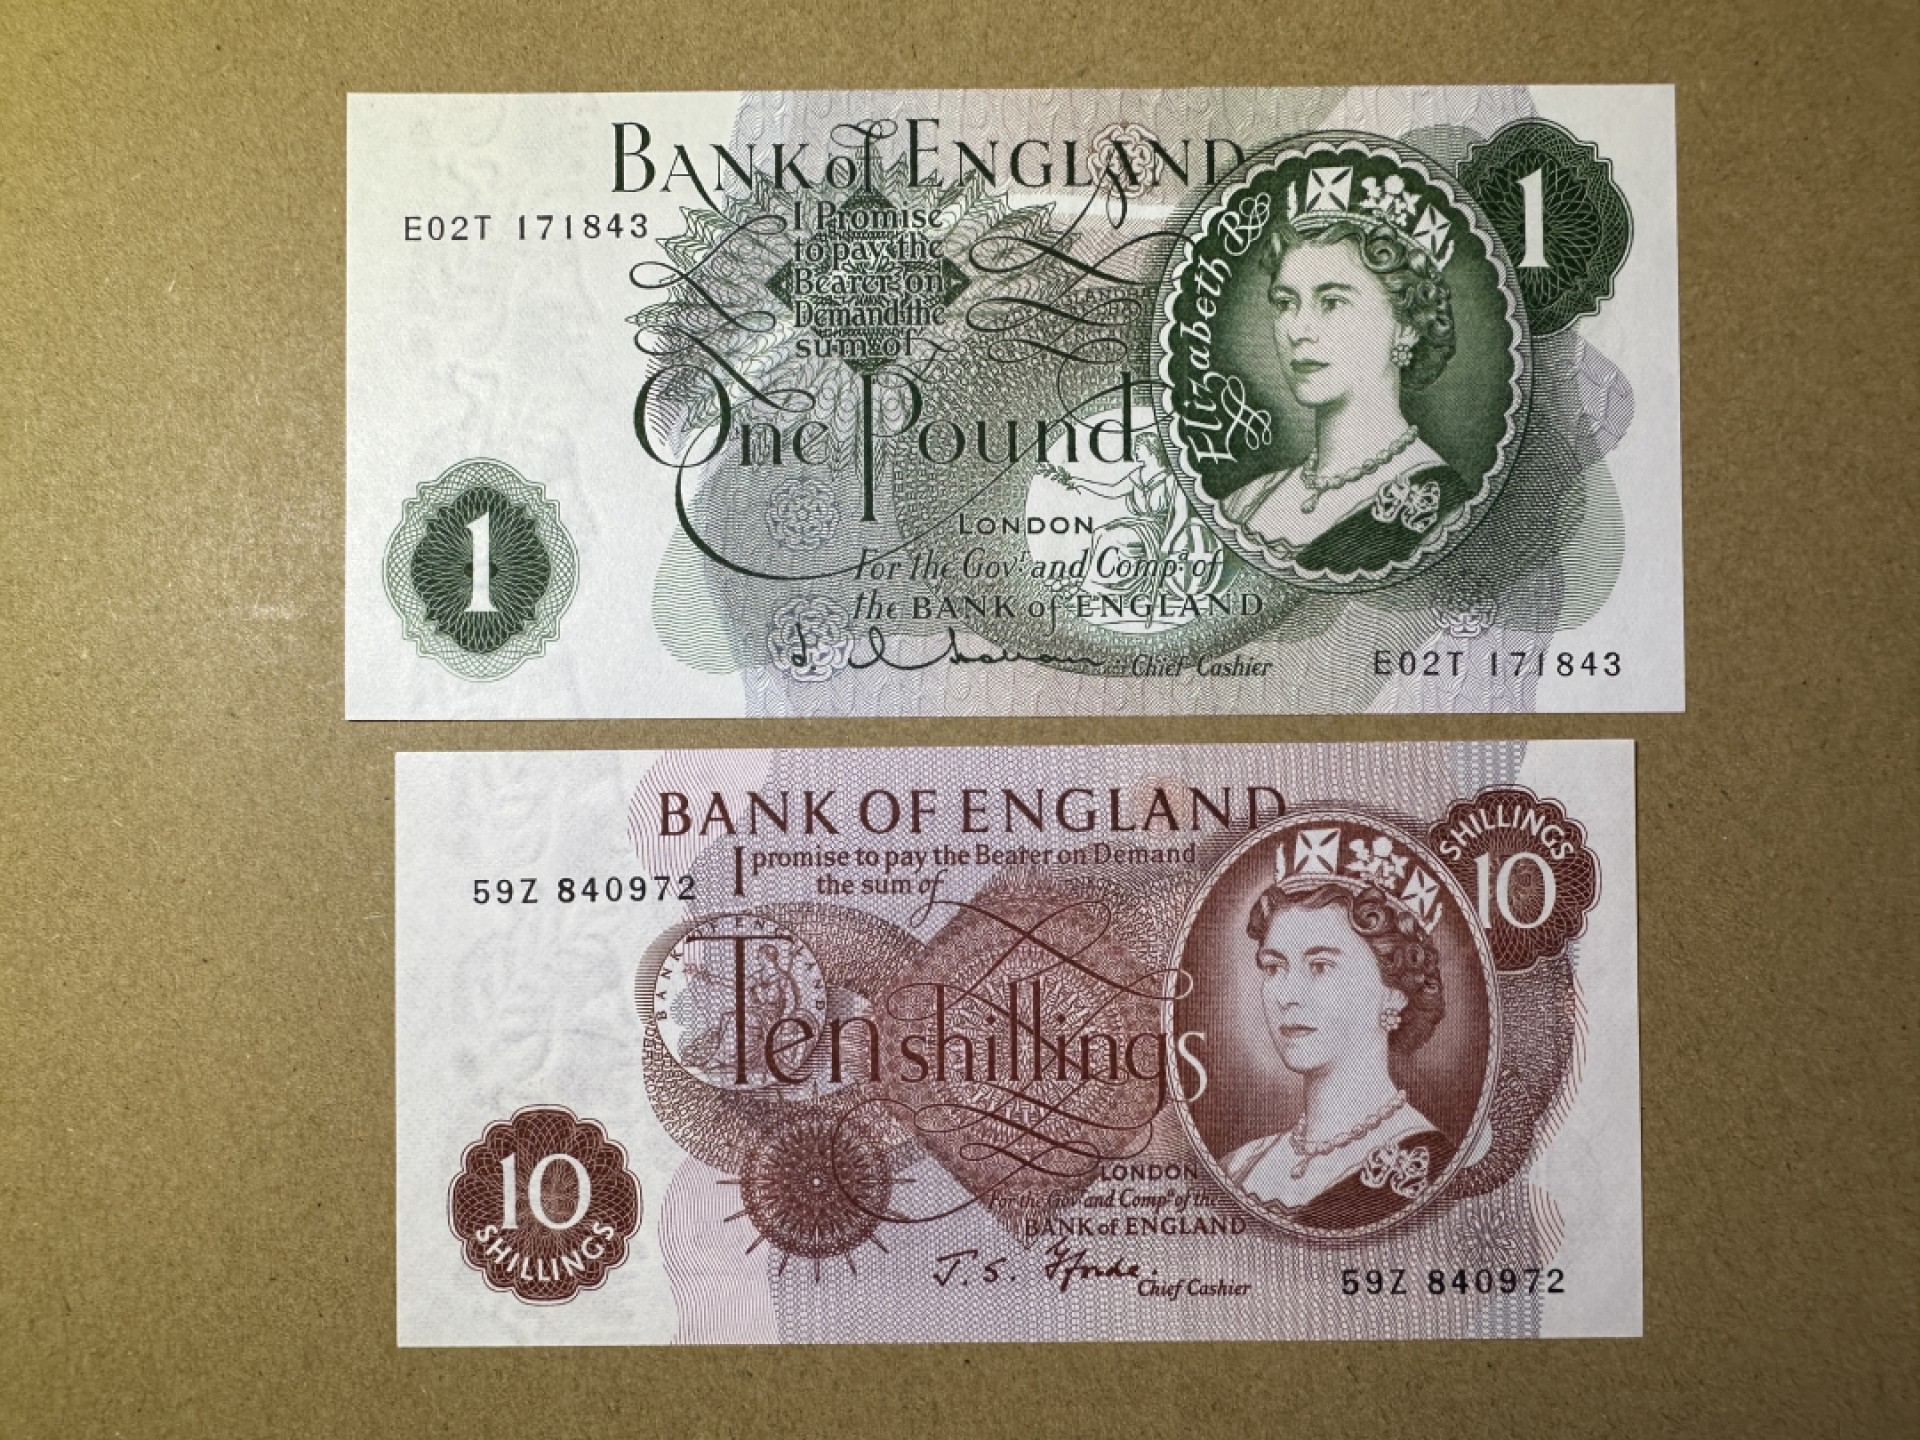 BANK of ENGLAND
I Promise
to pay the
Bearer on
Demand the
sum of
One Pound
E02T 171843
Elizabeth R
1
1
LONDON
For the Govr. and Compa. of
the BANK of ENGLAND
Chief Cashier
E02T 171843
BANK OF ENGLAND
I promise to pay the Bearer on Demand
the sum of
59Z 840972
SHILLINGS
10
BANK OF ENGLAND
Ten shillings
10
SHILLINGS
LONDON
For the Govr. and Compa. of the
BANK of ENGLAND
J. S. Fforde.
Chief Cashier
59Z 840972